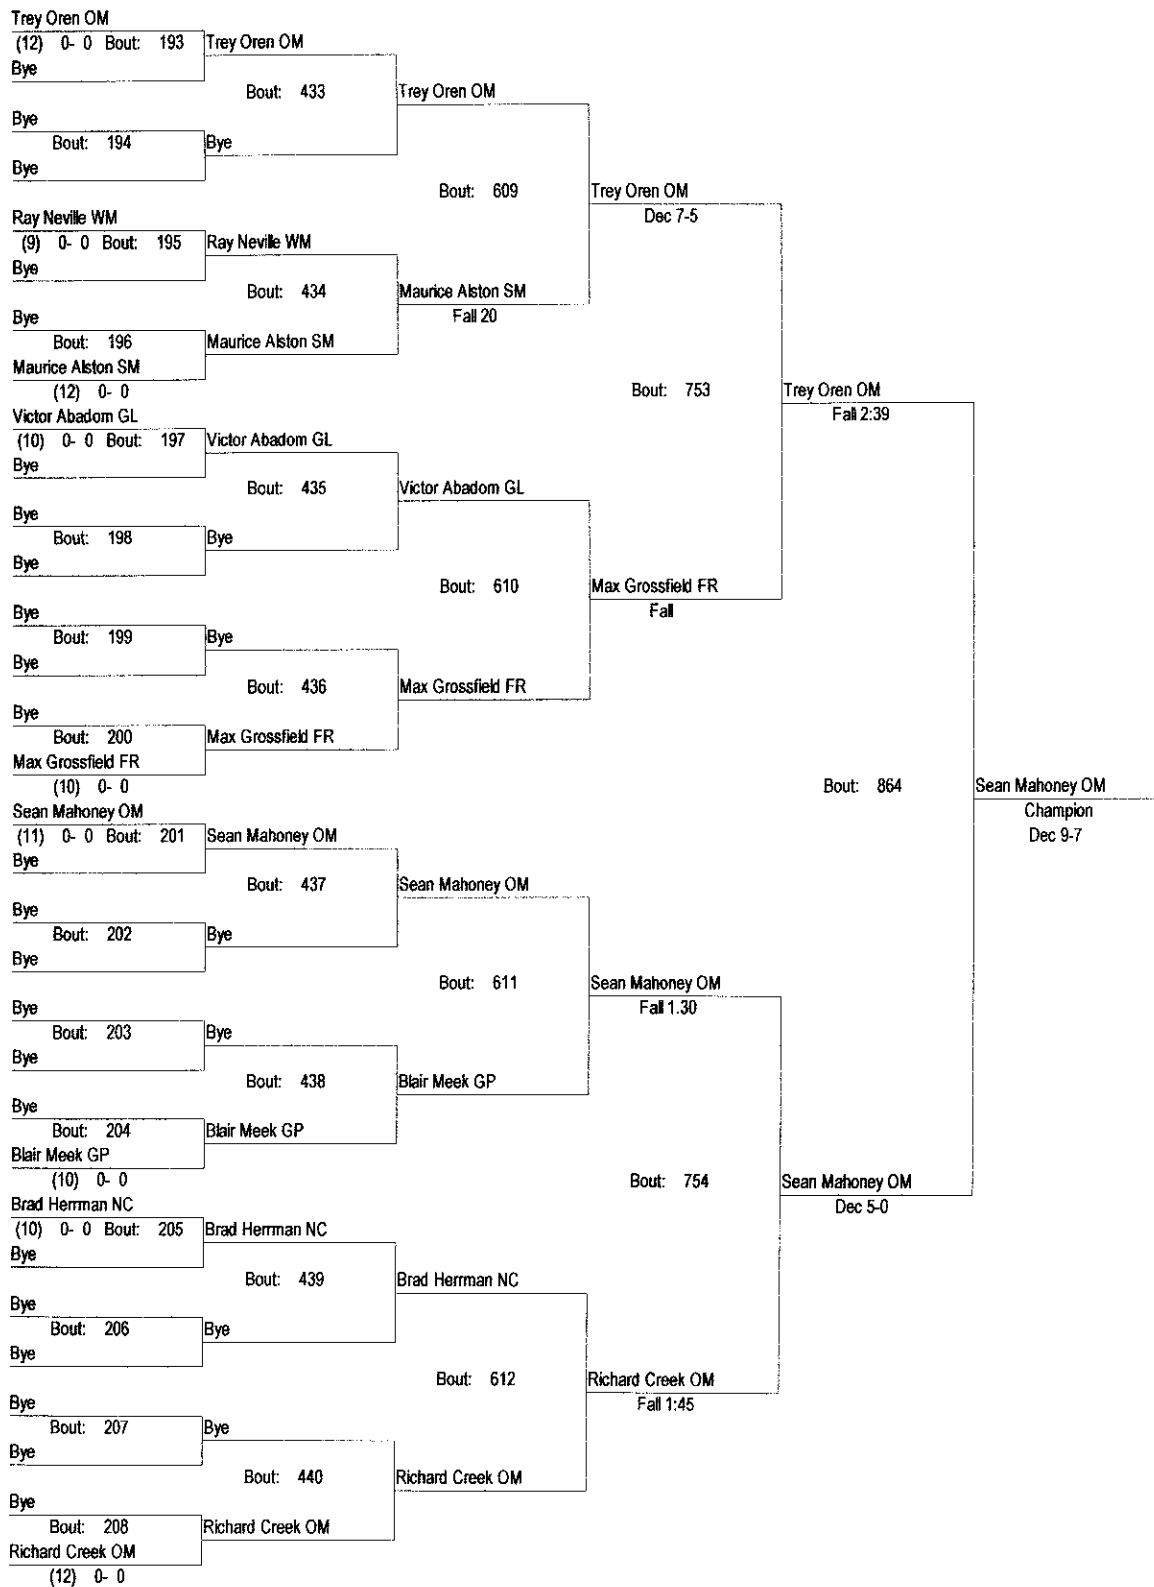 Trey Oren OM
(12) 0- 0 Bout: 193 Trey Oren OM
Bye
Bout: 433 Trey Oren OM
Bye
Bout: 194 Bye
Bye
Bout: 609 Trey Oren OM
Dec 7-5
Ray Neville WM
(9) 0- 0 Bout: 195 Ray Neville WM
Bye
Bout: 434 Maurice Alston SM
Fall 20
Bye
Bout: 196 Maurice Alston SM
Maurice Alston SM
(12) 0- 0
Bout: 753 Trey Oren OM
Fall 2:39
Victor Abadom GL
(10) 0- 0 Bout: 197 Victor Abadom GL
Bye
Bout: 435 Victor Abadom GL
Bye
Bout: 198 Bye
Bye
Bout: 610 Max Grossfield FR
Fall
Bye
Bout: 199 Bye
Bye
Bout: 436 Max Grossfield FR
Bye
Bout: 200 Max Grossfield FR
Max Grossfield FR
(10) 0- 0
Bout: 864 Sean Mahoney OM
Champion
Dec 9-7
Sean Mahoney OM
(11) 0- 0 Bout: 201 Sean Mahoney OM
Bye
Bout: 437 Sean Mahoney OM
Bye
Bout: 202 Bye
Bye
Bout: 611 Sean Mahoney OM
Fall 1.30
Bye
Bout: 203 Bye
Bye
Bout: 438 Blair Meek GP
Bye
Bout: 204 Blair Meek GP
Blair Meek GP
(10) 0- 0
Bout: 754 Sean Mahoney OM
Dec 5-0
Brad Herrman NC
(10) 0- 0 Bout: 205 Brad Herrman NC
Bye
Bout: 439 Brad Herrman NC
Bye
Bout: 206 Bye
Bye
Bout: 612 Richard Creek OM
Fall 1:45
Bye
Bout: 207 Bye
Bye
Bout: 440 Richard Creek OM
Bye
Bout: 208 Richard Creek OM
Richard Creek OM
(12) 0- 0